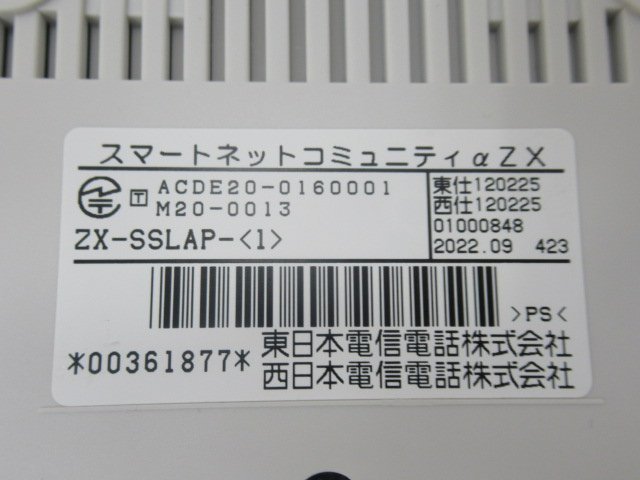 スマートネットコミュニティαZX
T ACDE20-0160001
M20-0013
ZX-SSLAP-<1>
東仕120225
西仕120225
01000848
2022.09 423
>PS<
*00361877*
東日本電信電話株式会社
西日本電信電話株式会社